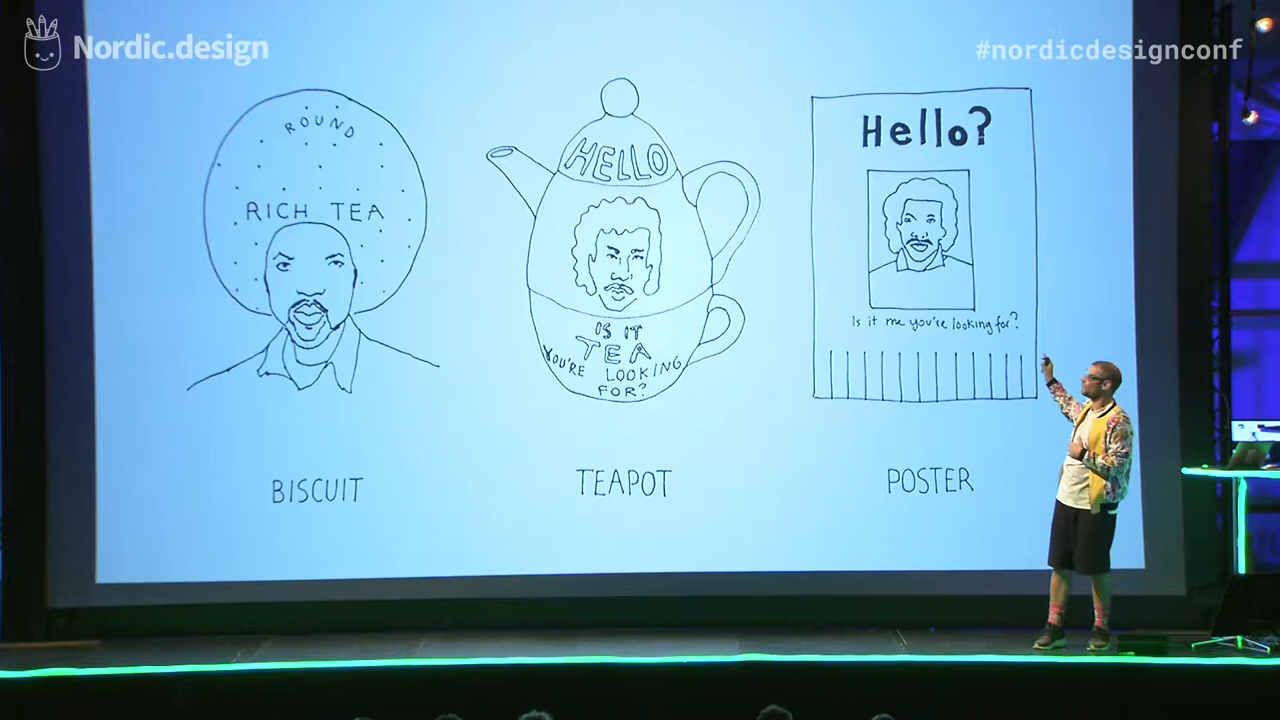 Nordic.design
#nordicdesignconf
ROUND
RICH TEA
BISCUIT
HELLO
IS IT
TEA
YOU'RE LOOKING
FOR?
TEAPOT
Hello?
Is it me you're looking for?
POSTER